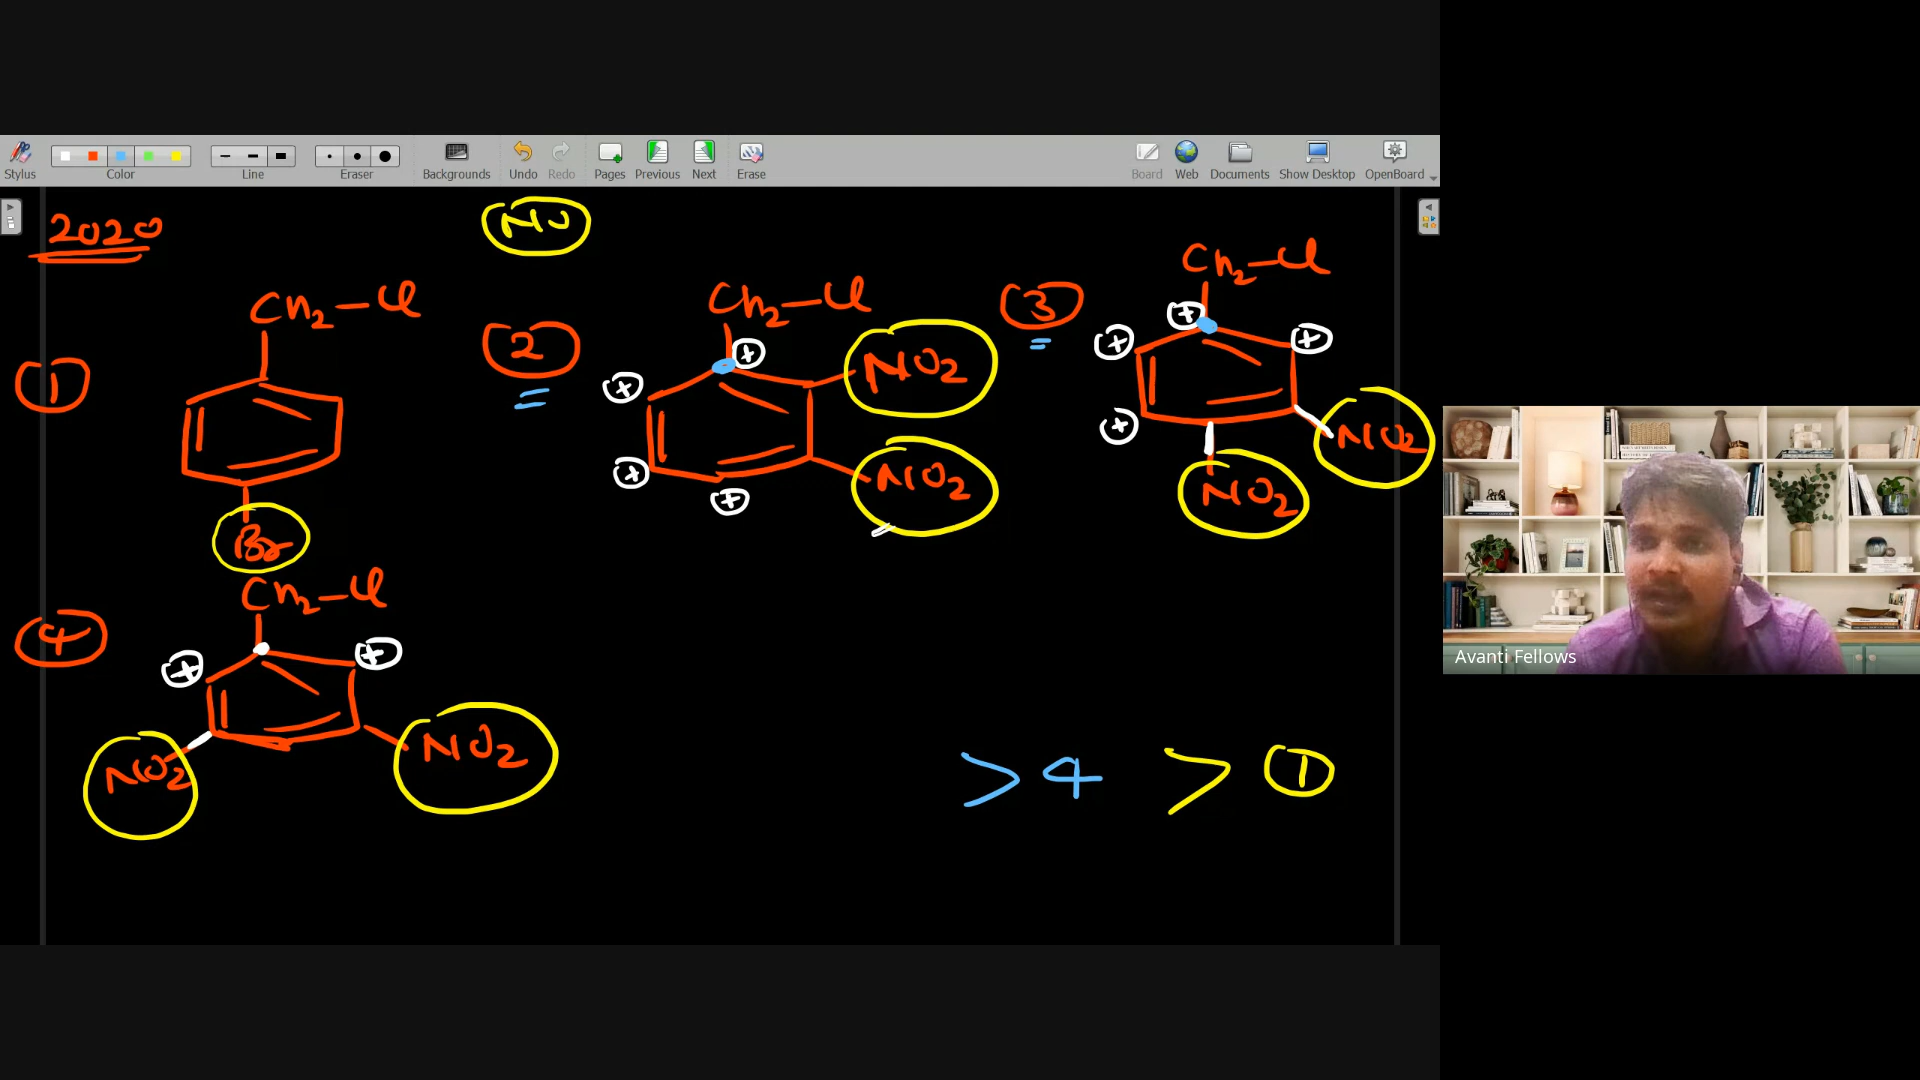 Stylus Color Line Eraser Backgrounds Undo Redo Pages Previous Next Erase Board Web Documents Show Desktop OpenBoard
2020
NO
① CH2-Cl
Br
② CH2-Cl
NO2
NO2
+ + + +
③ CH2-Cl
NO2
NO2
+ + + +
④ CH2-Cl
NO2 NO2
+ +
> 4 > ①
Avanti Fellows